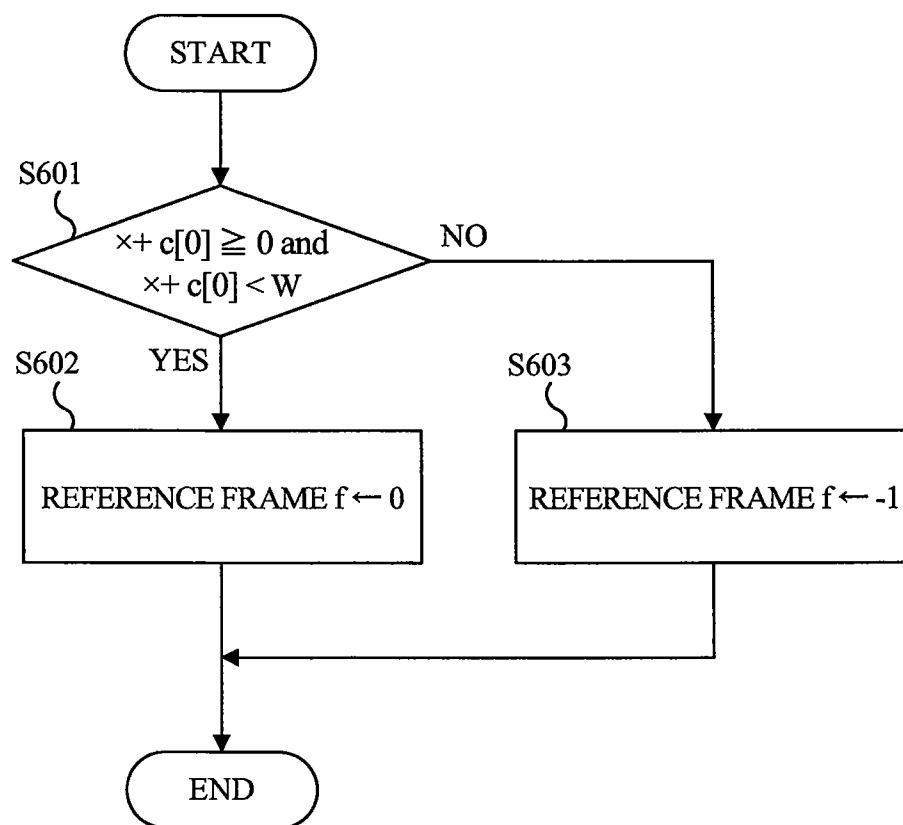 START
S601
×+ c[0] ≧ 0 and
×+ c[0] < W
NO
YES
S602
S603
REFERENCE FRAME f ← 0
REFERENCE FRAME f ← -1
END